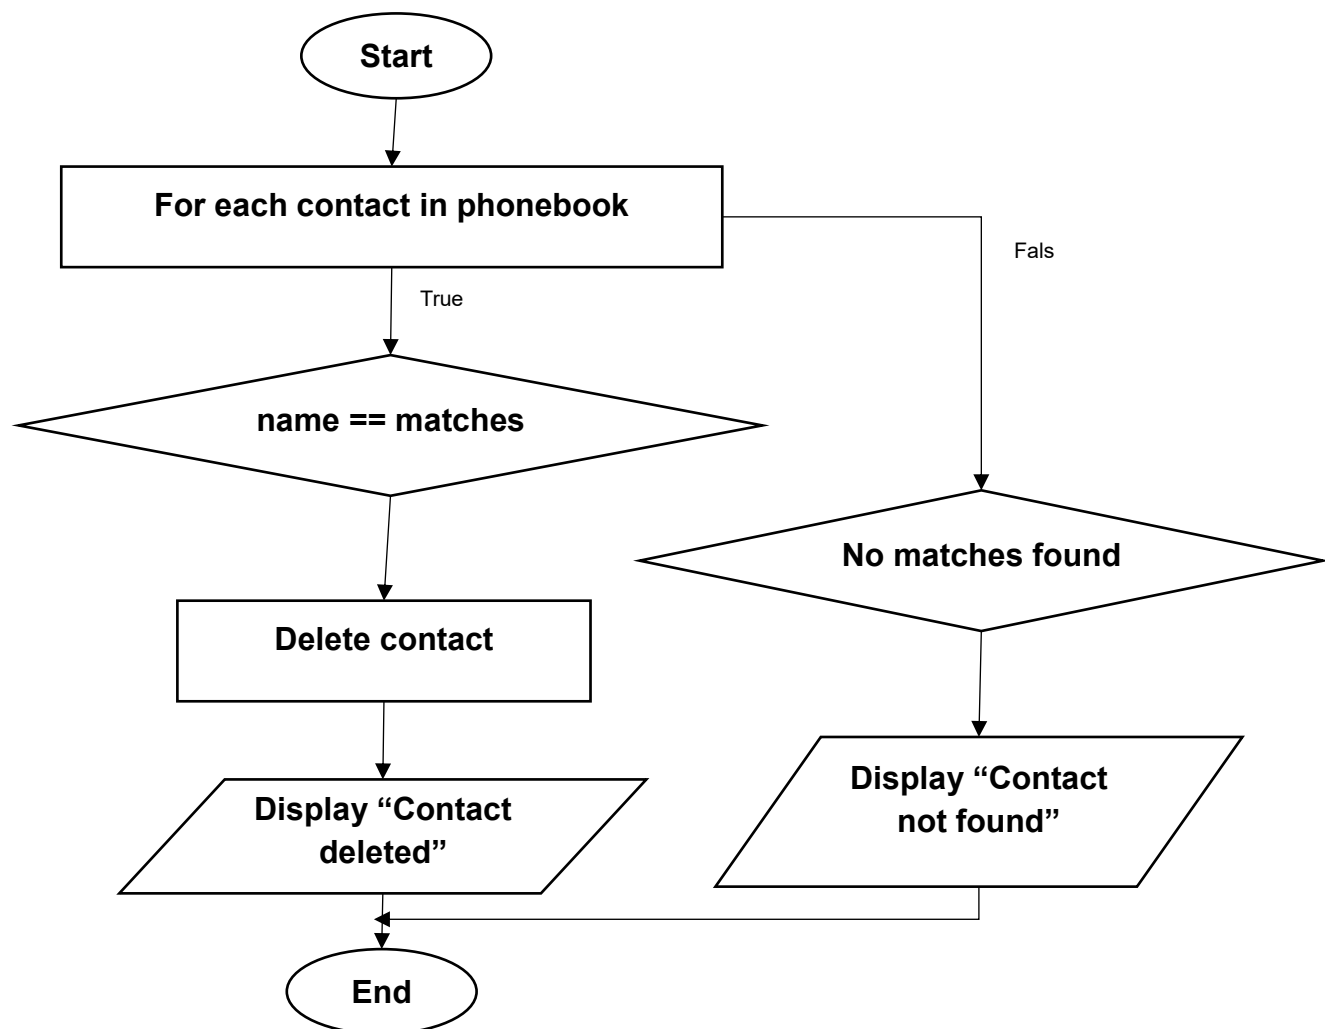 Start
For each contact in phonebook
Fals
True
name == matches
No matches found
Delete contact
Display “Contact
not found”
Display “Contact
deleted”
End